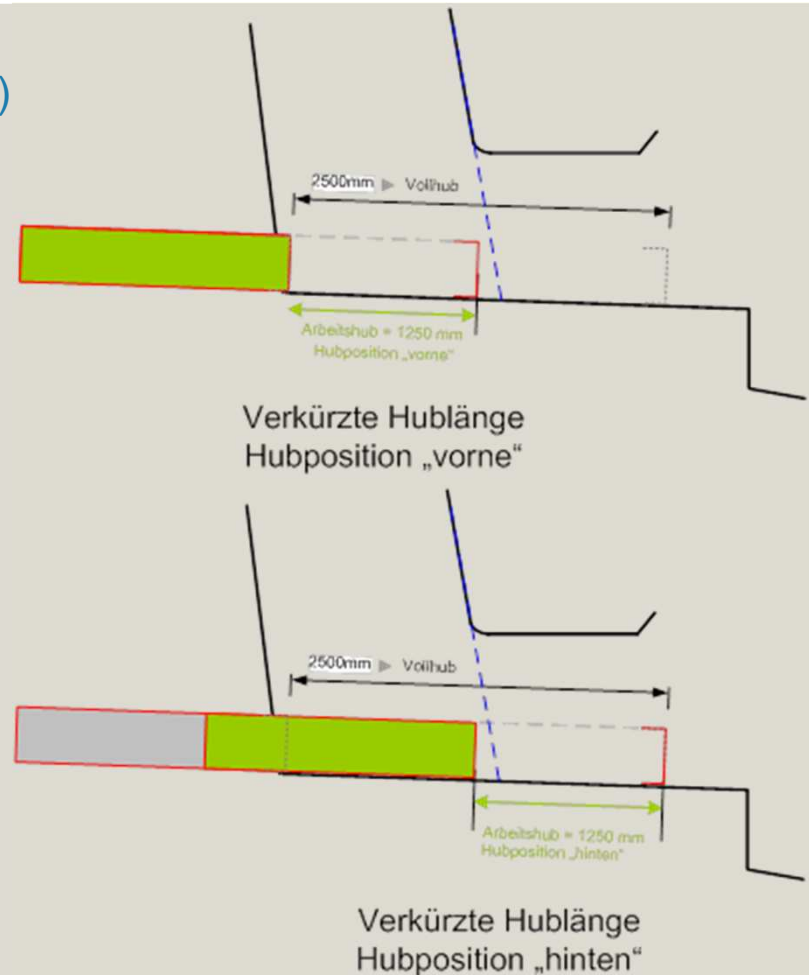 )
2500mm ► Vollhub
Arbeitshub = 1250 mm
Hubposition „vorne“
Verkürzte Hublänge
Hubposition „vorne“
2500mm ► Vollhub
Arbeitshub = 1250 mm
Hubposition „hinten“
Verkürzte Hublänge
Hubposition „hinten“